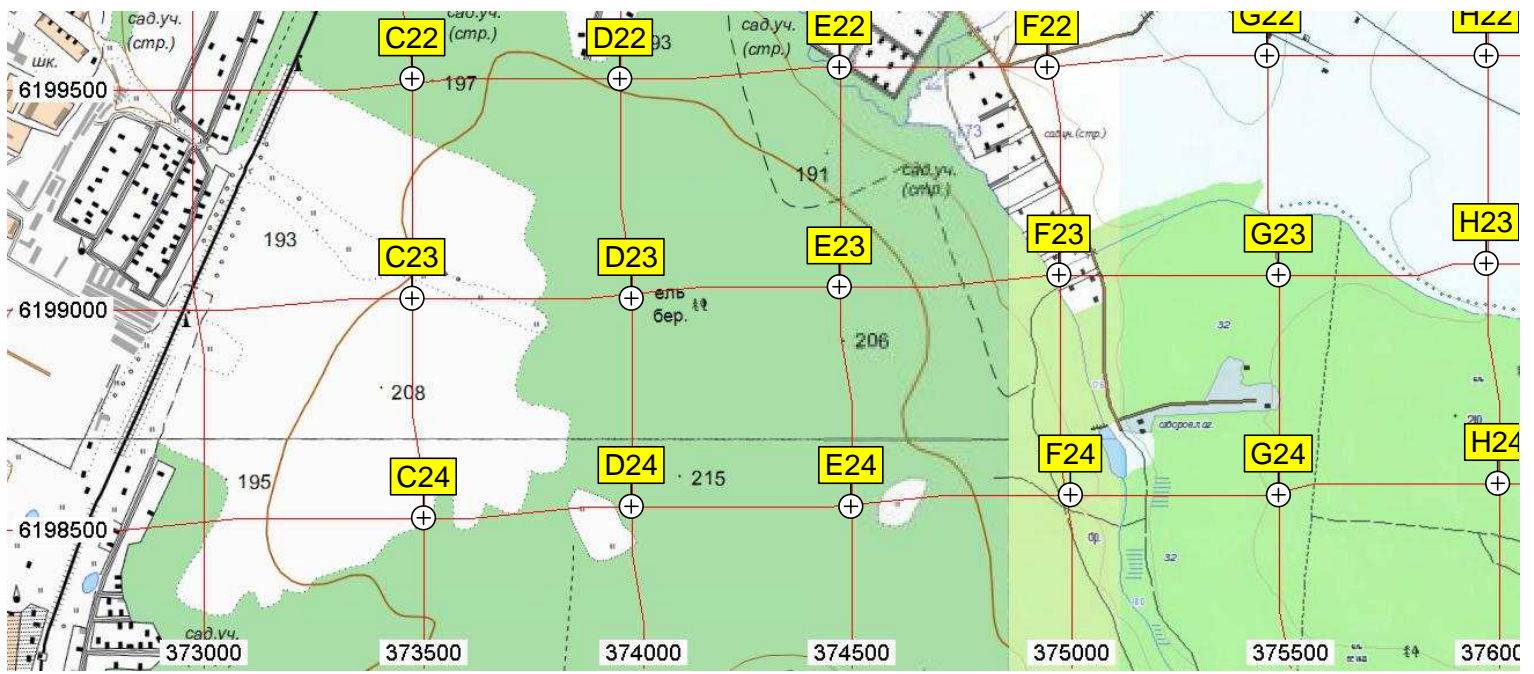 сад.уч.
(стр.)
сад.уч.
(стр.)
сад.уч.
(стр.)
шк.
C22
D22
E22
F22
G22
H22
93
197
6199500
173
сад.уч.(стр.)
191
сад.уч.
(стр.)
193
C23
D23
E23
F23
G23
H23
6199000
ель
бер.
206
32
208
210
C24
D24
E24
F24
G24
H24
195
215
6198500
32
сад.уч.
373000
373500
374000
374500
375000
375500
37600